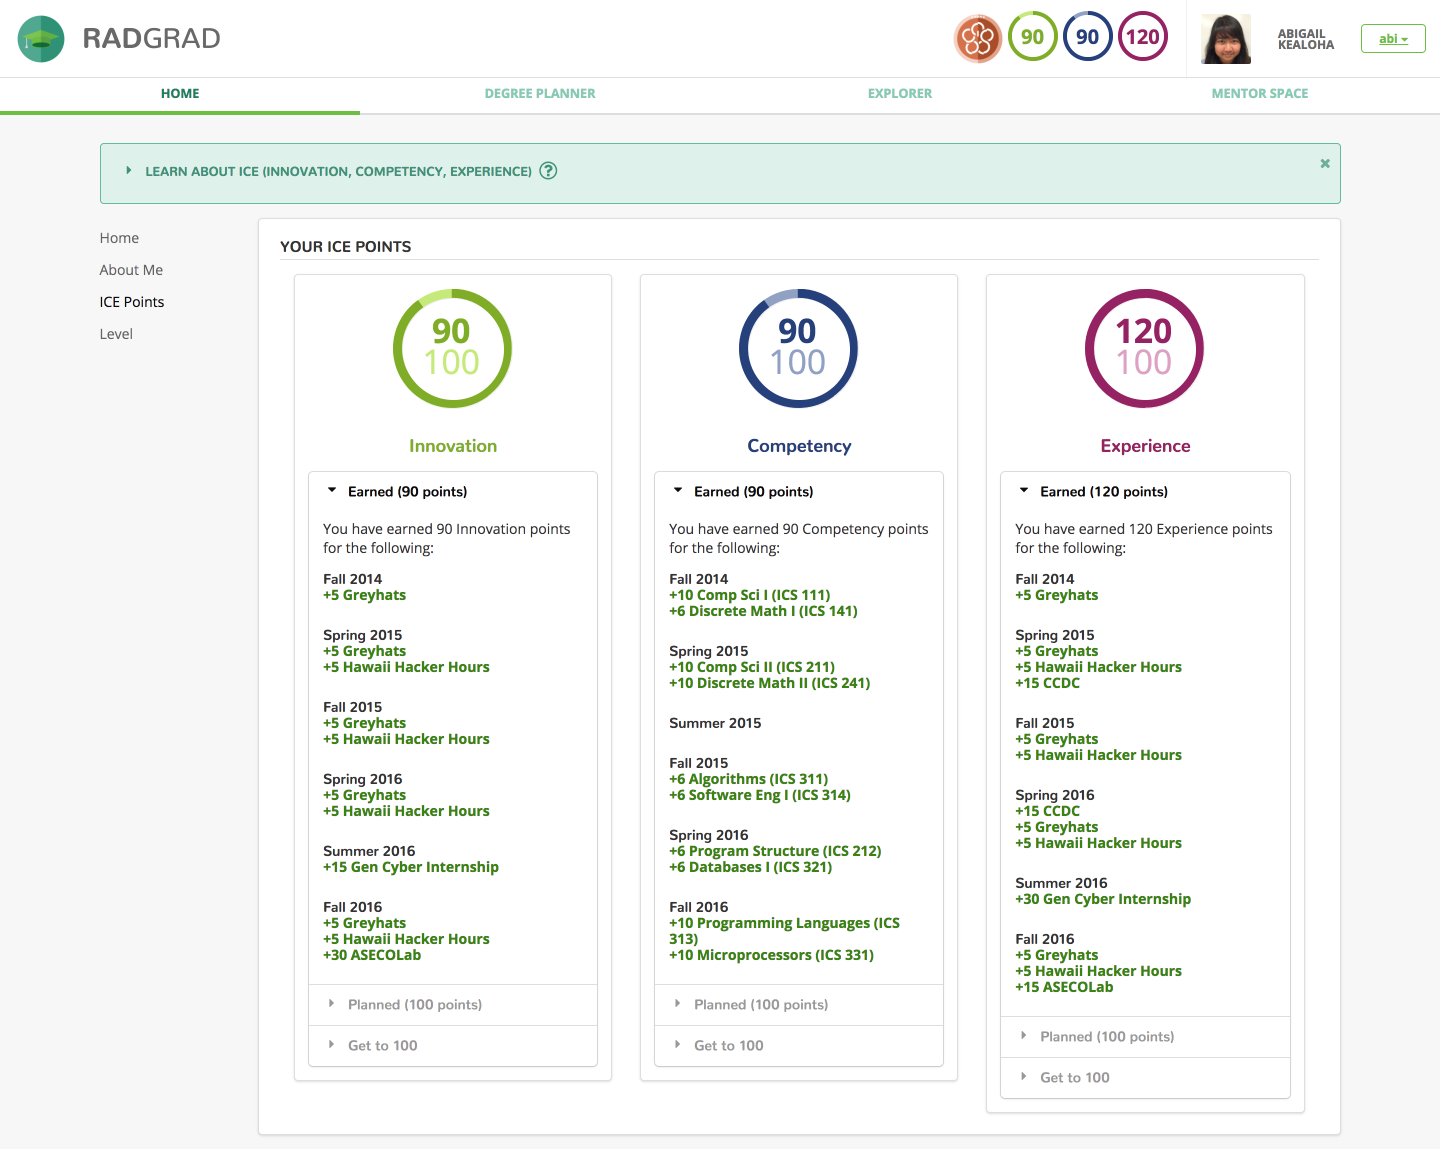 RADGRAD
90
90
120
ABIGAIL
KEALOHA
abi
HOME
DEGREE PLANNER
EXPLORER
MENTOR SPACE
LEARN ABOUT ICE (INNOVATION, COMPETENCY, EXPERIENCE) ?
Home
About Me
ICE Points
Level
YOUR ICE POINTS
90
100
Innovation
Earned (90 points)
You have earned 90 Innovation points
for the following:
Fall 2014
+5 Greyhats
Spring 2015
+5 Greyhats
+5 Hawaii Hacker Hours
Fall 2015
+5 Greyhats
+5 Hawaii Hacker Hours
Spring 2016
+5 Greyhats
+5 Hawaii Hacker Hours
Summer 2016
+15 Gen Cyber Internship
Fall 2016
+5 Greyhats
+5 Hawaii Hacker Hours
+30 ASECOLab
Planned (100 points)
Get to 100
90
100
Competency
Earned (90 points)
You have earned 90 Competency points
for the following:
Fall 2014
+10 Comp Sci I (ICS 111)
+6 Discrete Math I (ICS 141)
Spring 2015
+10 Comp Sci II (ICS 211)
+10 Discrete Math II (ICS 241)
Summer 2015
Fall 2015
+6 Algorithms (ICS 311)
+6 Software Eng I (ICS 314)
Spring 2016
+6 Program Structure (ICS 212)
+6 Databases I (ICS 321)
Fall 2016
+10 Programming Languages (ICS
313)
+10 Microprocessors (ICS 331)
Planned (100 points)
Get to 100
120
100
Experience
Earned (120 points)
You have earned 120 Experience points
for the following:
Fall 2014
+5 Greyhats
Spring 2015
+5 Greyhats
+5 Hawaii Hacker Hours
+15 CCDC
Fall 2015
+5 Greyhats
+5 Hawaii Hacker Hours
Spring 2016
+15 CCDC
+5 Greyhats
+5 Hawaii Hacker Hours
Summer 2016
+30 Gen Cyber Internship
Fall 2016
+5 Greyhats
+5 Hawaii Hacker Hours
+15 ASECOLab
Planned (100 points)
Get to 100